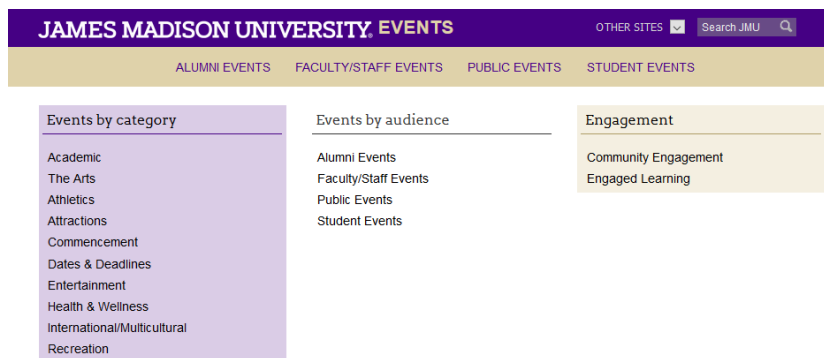 JAMES MADISON UNIVERSITY. EVENTS
OTHER SITES
Search JMU
ALUMNI EVENTS FACULTY/STAFF EVENTS PUBLIC EVENTS STUDENT EVENTS
Events by category
Academic
The Arts
Athletics
Attractions
Commencement
Dates & Deadlines
Entertainment
Health & Wellness
International/Multicultural
Recreation
Events by audience
Alumni Events
Faculty/Staff Events
Public Events
Student Events
Engagement
Community Engagement
Engaged Learning